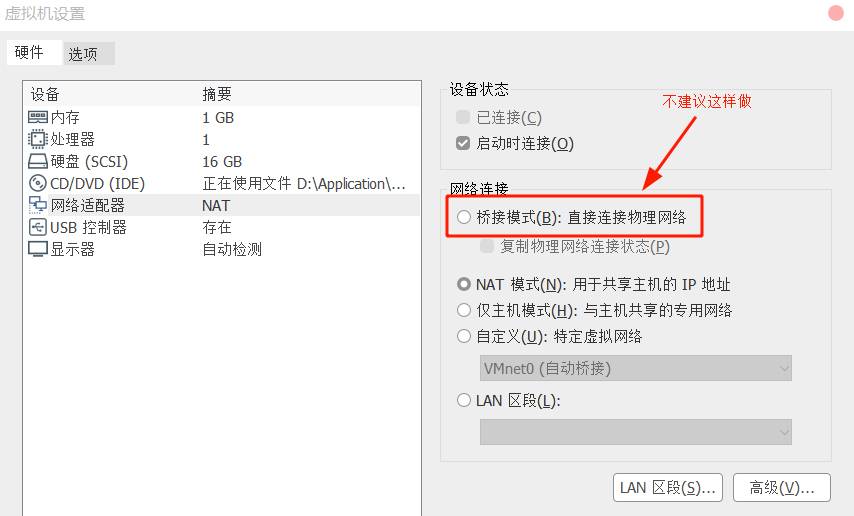 虚拟机设置
硬件 选项
设备 摘要
内存 1 GB
处理器 1
硬盘 (SCSI) 16 GB
CD/DVD (IDE) 正在使用文件 D:\Application\...
网络适配器 NAT
USB 控制器 存在
显示器 自动检测
设备状态
不建议这样做
已连接(C)
启动时连接(O)
网络连接
桥接模式(B): 直接连接物理网络
复制物理网络连接状态(P)
NAT 模式(N): 用于共享主机的 IP 地址
仅主机模式(H): 与主机共享的专用网络
自定义(U): 特定虚拟网络
VMnet0 (自动桥接)
LAN 区段(L):
LAN 区段(S)... 高级(V)...